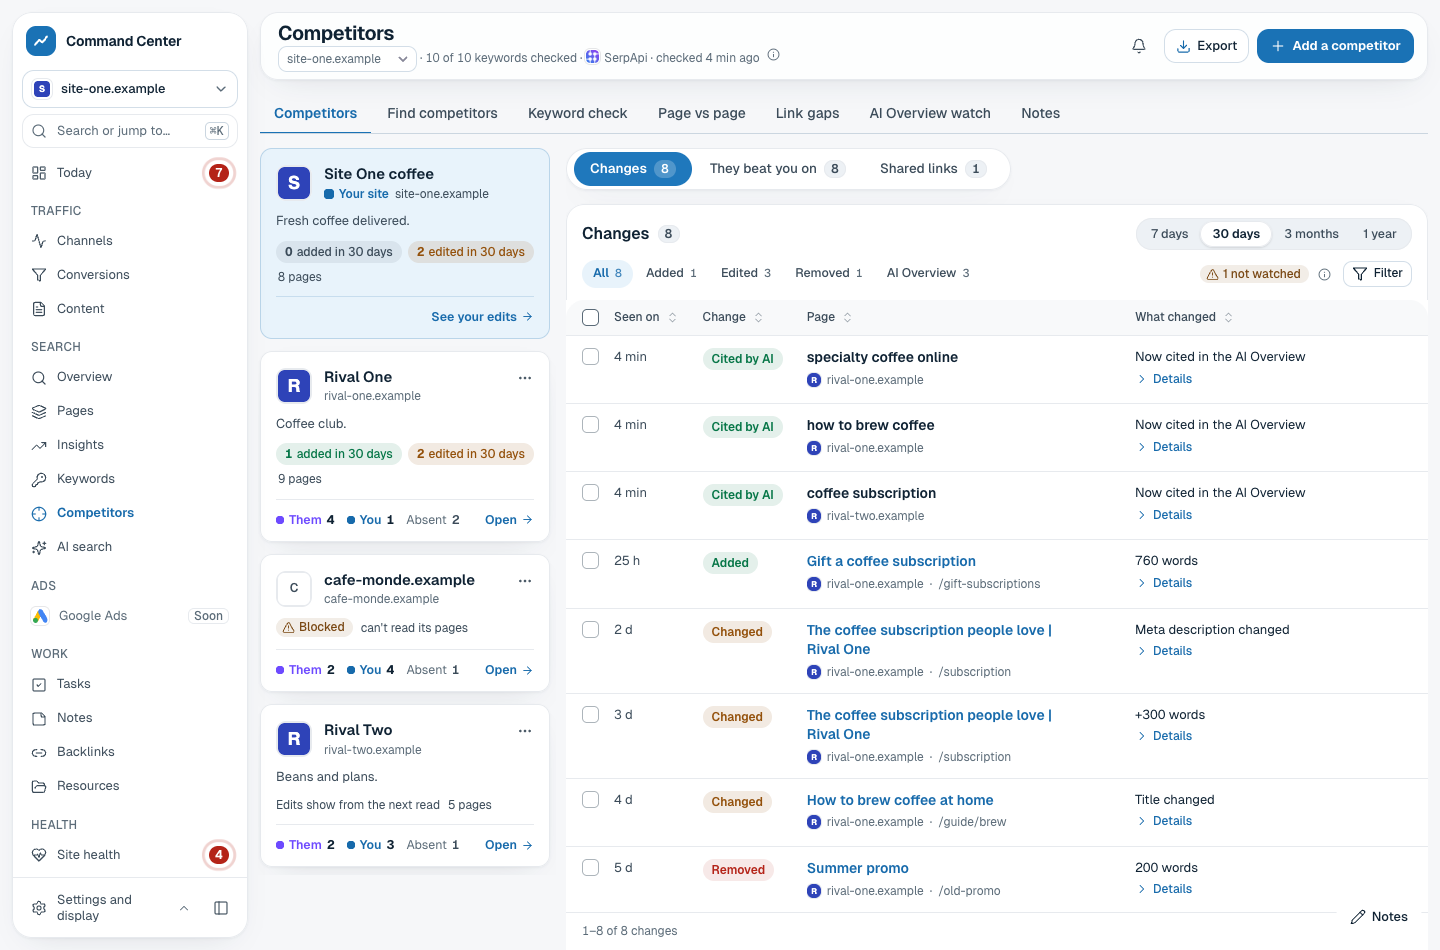 Command Center
S site-one.example
Search or jump to... ⌘K
Today 7
TRAFFIC
Channels
Conversions
Content
SEARCH
Overview
Pages
Insights
Keywords
Competitors
AI search
ADS
Google Ads Soon
WORK
Tasks
Notes
Backlinks
Resources
HEALTH
Site health 4
Settings and
display
Competitors
site-one.example · 10 of 10 keywords checked · SerpApi · checked 4 min ago
Export
Add a competitor
Competitors Find competitors Keyword check Page vs page Link gaps AI Overview watch Notes
S Site One coffee
Your site site-one.example
Fresh coffee delivered.
0 added in 30 days 2 edited in 30 days
8 pages
See your edits →
R Rival One
rival-one.example
Coffee club.
1 added in 30 days 2 edited in 30 days
9 pages
Them 4 You 1 Absent 2 Open →
C cafe-monde.example
cafe-monde.example
Blocked can't read its pages
Them 2 You 4 Absent 1 Open →
R Rival Two
rival-two.example
Beans and plans.
Edits show from the next read 5 pages
Them 2 You 3 Absent 1 Open →
Changes 8 They beat you on 8 Shared links 1
Changes 8
7 days 30 days 3 months 1 year
All 8 Added 1 Edited 3 Removed 1 AI Overview 3
1 not watched Filter
Seen on Change Page What changed
4 min Cited by AI specialty coffee online Now cited in the AI Overview
R rival-one.example Details
4 min Cited by AI how to brew coffee Now cited in the AI Overview
R rival-one.example Details
4 min Cited by AI coffee subscription Now cited in the AI Overview
R rival-two.example Details
25 h Added Gift a coffee subscription 760 words
R rival-one.example · /gift-subscriptions Details
2 d Changed The coffee subscription people love | Meta description changed
Rival One Details
R rival-one.example · /subscription
3 d Changed The coffee subscription people love | +300 words
Rival One Details
R rival-one.example · /subscription
4 d Changed How to brew coffee at home Title changed
R rival-one.example · /guide/brew Details
5 d Removed Summer promo 200 words
R rival-one.example · /old-promo Details
1–8 of 8 changes
Notes